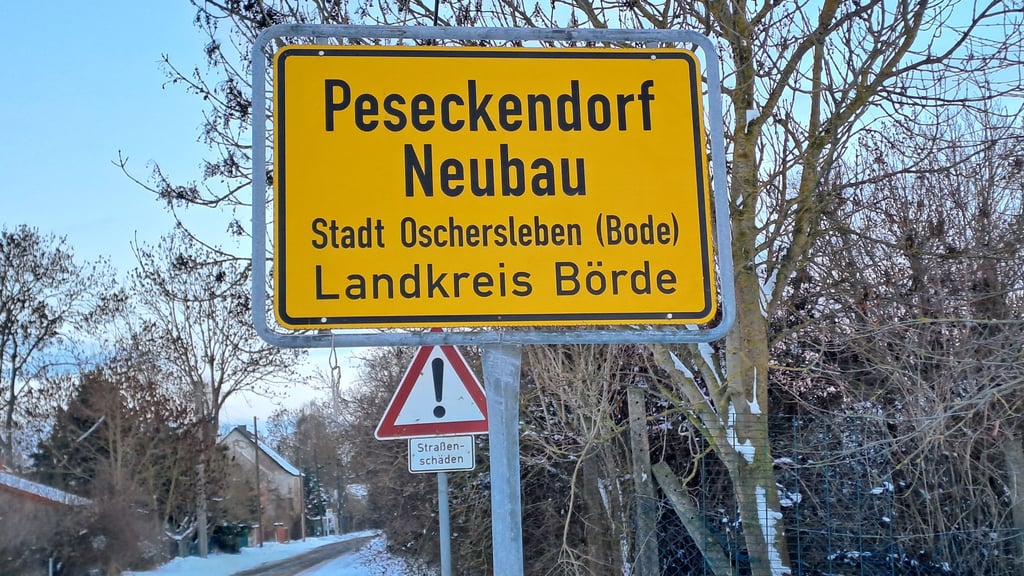 Peseckendorf
Neubau
Stadt Oschersleben (Bode)
Landkreis Börde
Straßen-
schäden